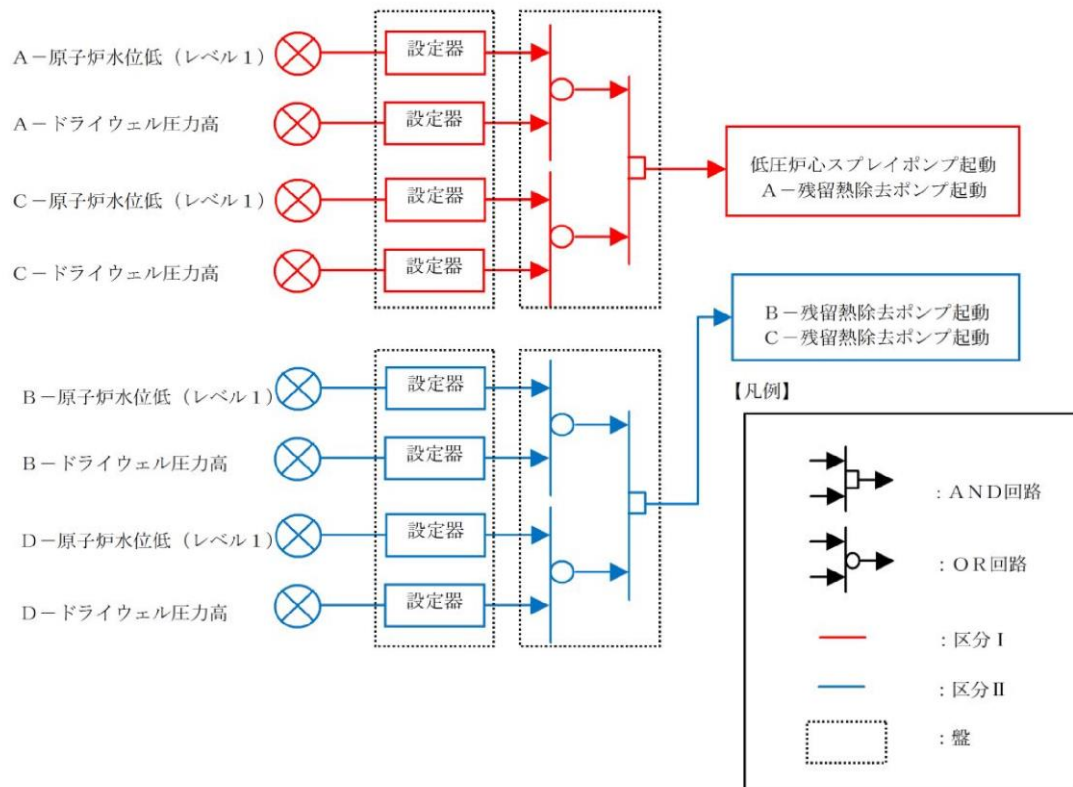 A－原子炉水位低（レベル1）
設定器
A－ドライウェル圧力高
設定器
C－原子炉水位低（レベル1）
設定器
C－ドライウェル圧力高
設定器
低圧炉心スプレイポンプ起動
A－残留熱除去ポンプ起動
B－残留熱除去ポンプ起動
C－残留熱除去ポンプ起動
B－原子炉水位低（レベル1）
設定器
B－ドライウェル圧力高
設定器
D－原子炉水位低（レベル1）
設定器
D－ドライウェル圧力高
設定器
【凡例】
：AND回路
：OR回路
：区分Ⅰ
：区分Ⅱ
：盤